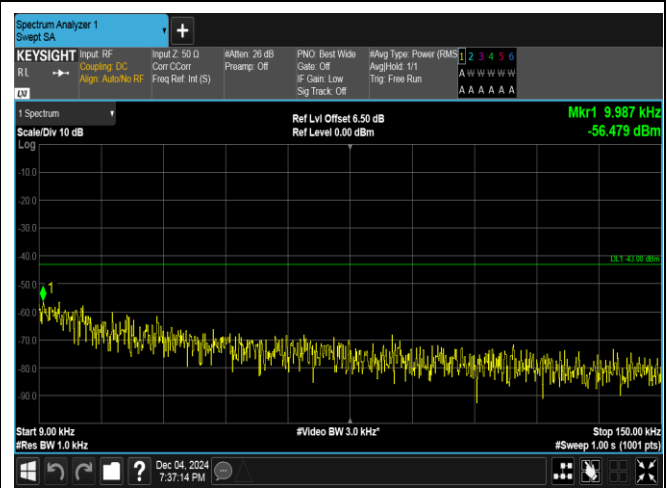 Spectrum Analyzer 1
Swept SA
KEYSIGHT Input: RF Input Z: 50 Ω #Atten: 26 dB PNO: Best Wide #Avg Type: Power (RMS 1 2 3 4 5 6
RL Coupling: DC Corr CCorr Preamp: Off Gate: Off Avg|Hold: 1/1 A W W W W W
Align: Auto/No RF Freq Ref: Int (S) IF Gain: Low Trig: Free Run
LXI Sig Track: Off A A A A A A
1 Spectrum Ref Lvl Offset 6.50 dB Mkr1 9.987 kHz
Scale/Div 10 dB Ref Level 0.00 dBm -56.479 dBm
Log
-10.0
-20.0
-30.0
-40.0
DL1 -43.00 dBm
-50.0 1
-60.0
-70.0
-80.0
-90.0
Start 9.00 kHz #Video BW 3.0 kHz* Stop 150.00 kHz
#Res BW 1.0 kHz #Sweep 1.00 s (1001 pts)
? Dec 04, 2024
7:37:14 PM